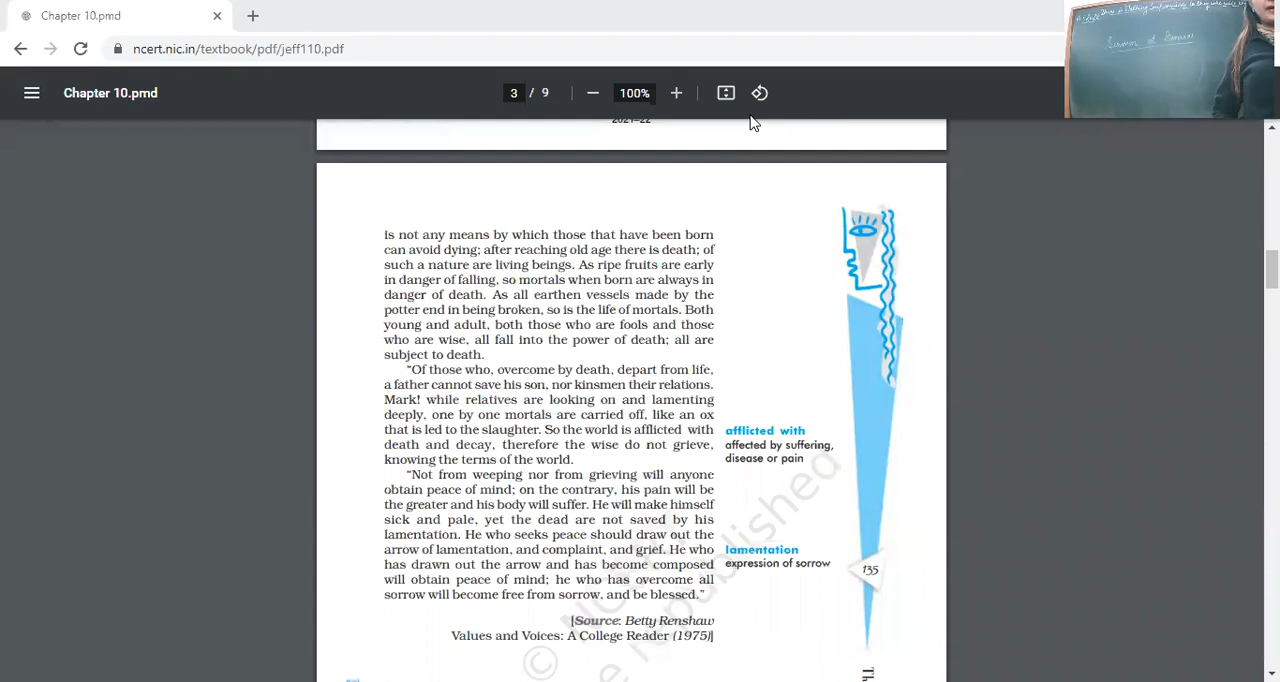 Chapter 10.pmd
ncert.nic.in/textbook/pdf/jeff110.pdf
Chapter 10.pmd
3 / 9
100%
2021–22
is not any means by which those that have been born
can avoid dying; after reaching old age there is death; of
such a nature are living beings. As ripe fruits are early
in danger of falling, so mortals when born are always in
danger of death. As all earthen vessels made by the
potter end in being broken, so is the life of mortals. Both
young and adult, both those who are fools and those
who are wise, all fall into the power of death; all are
subject to death.
“Of those who, overcome by death, depart from life,
a father cannot save his son, nor kinsmen their relations.
Mark! while relatives are looking on and lamenting
deeply, one by one mortals are carried off, like an ox
that is led to the slaughter. So the world is afflicted with
death and decay, therefore the wise do not grieve,
knowing the terms of the world.
“Not from weeping nor from grieving will anyone
obtain peace of mind; on the contrary, his pain will be
the greater and his body will suffer. He will make himself
sick and pale, yet the dead are not saved by his
lamentation. He who seeks peace should draw out the
arrow of lamentation, and complaint, and grief. He who
has drawn out the arrow and has become composed
will obtain peace of mind; he who has overcome all
sorrow will become free from sorrow, and be blessed.”
[Source: Betty Renshaw
Values and Voices: A College Reader (1975)]
afflicted with
affected by suffering,
disease or pain
lamentation
expression of sorrow
135
Th
©
republished
Sermon at Benares